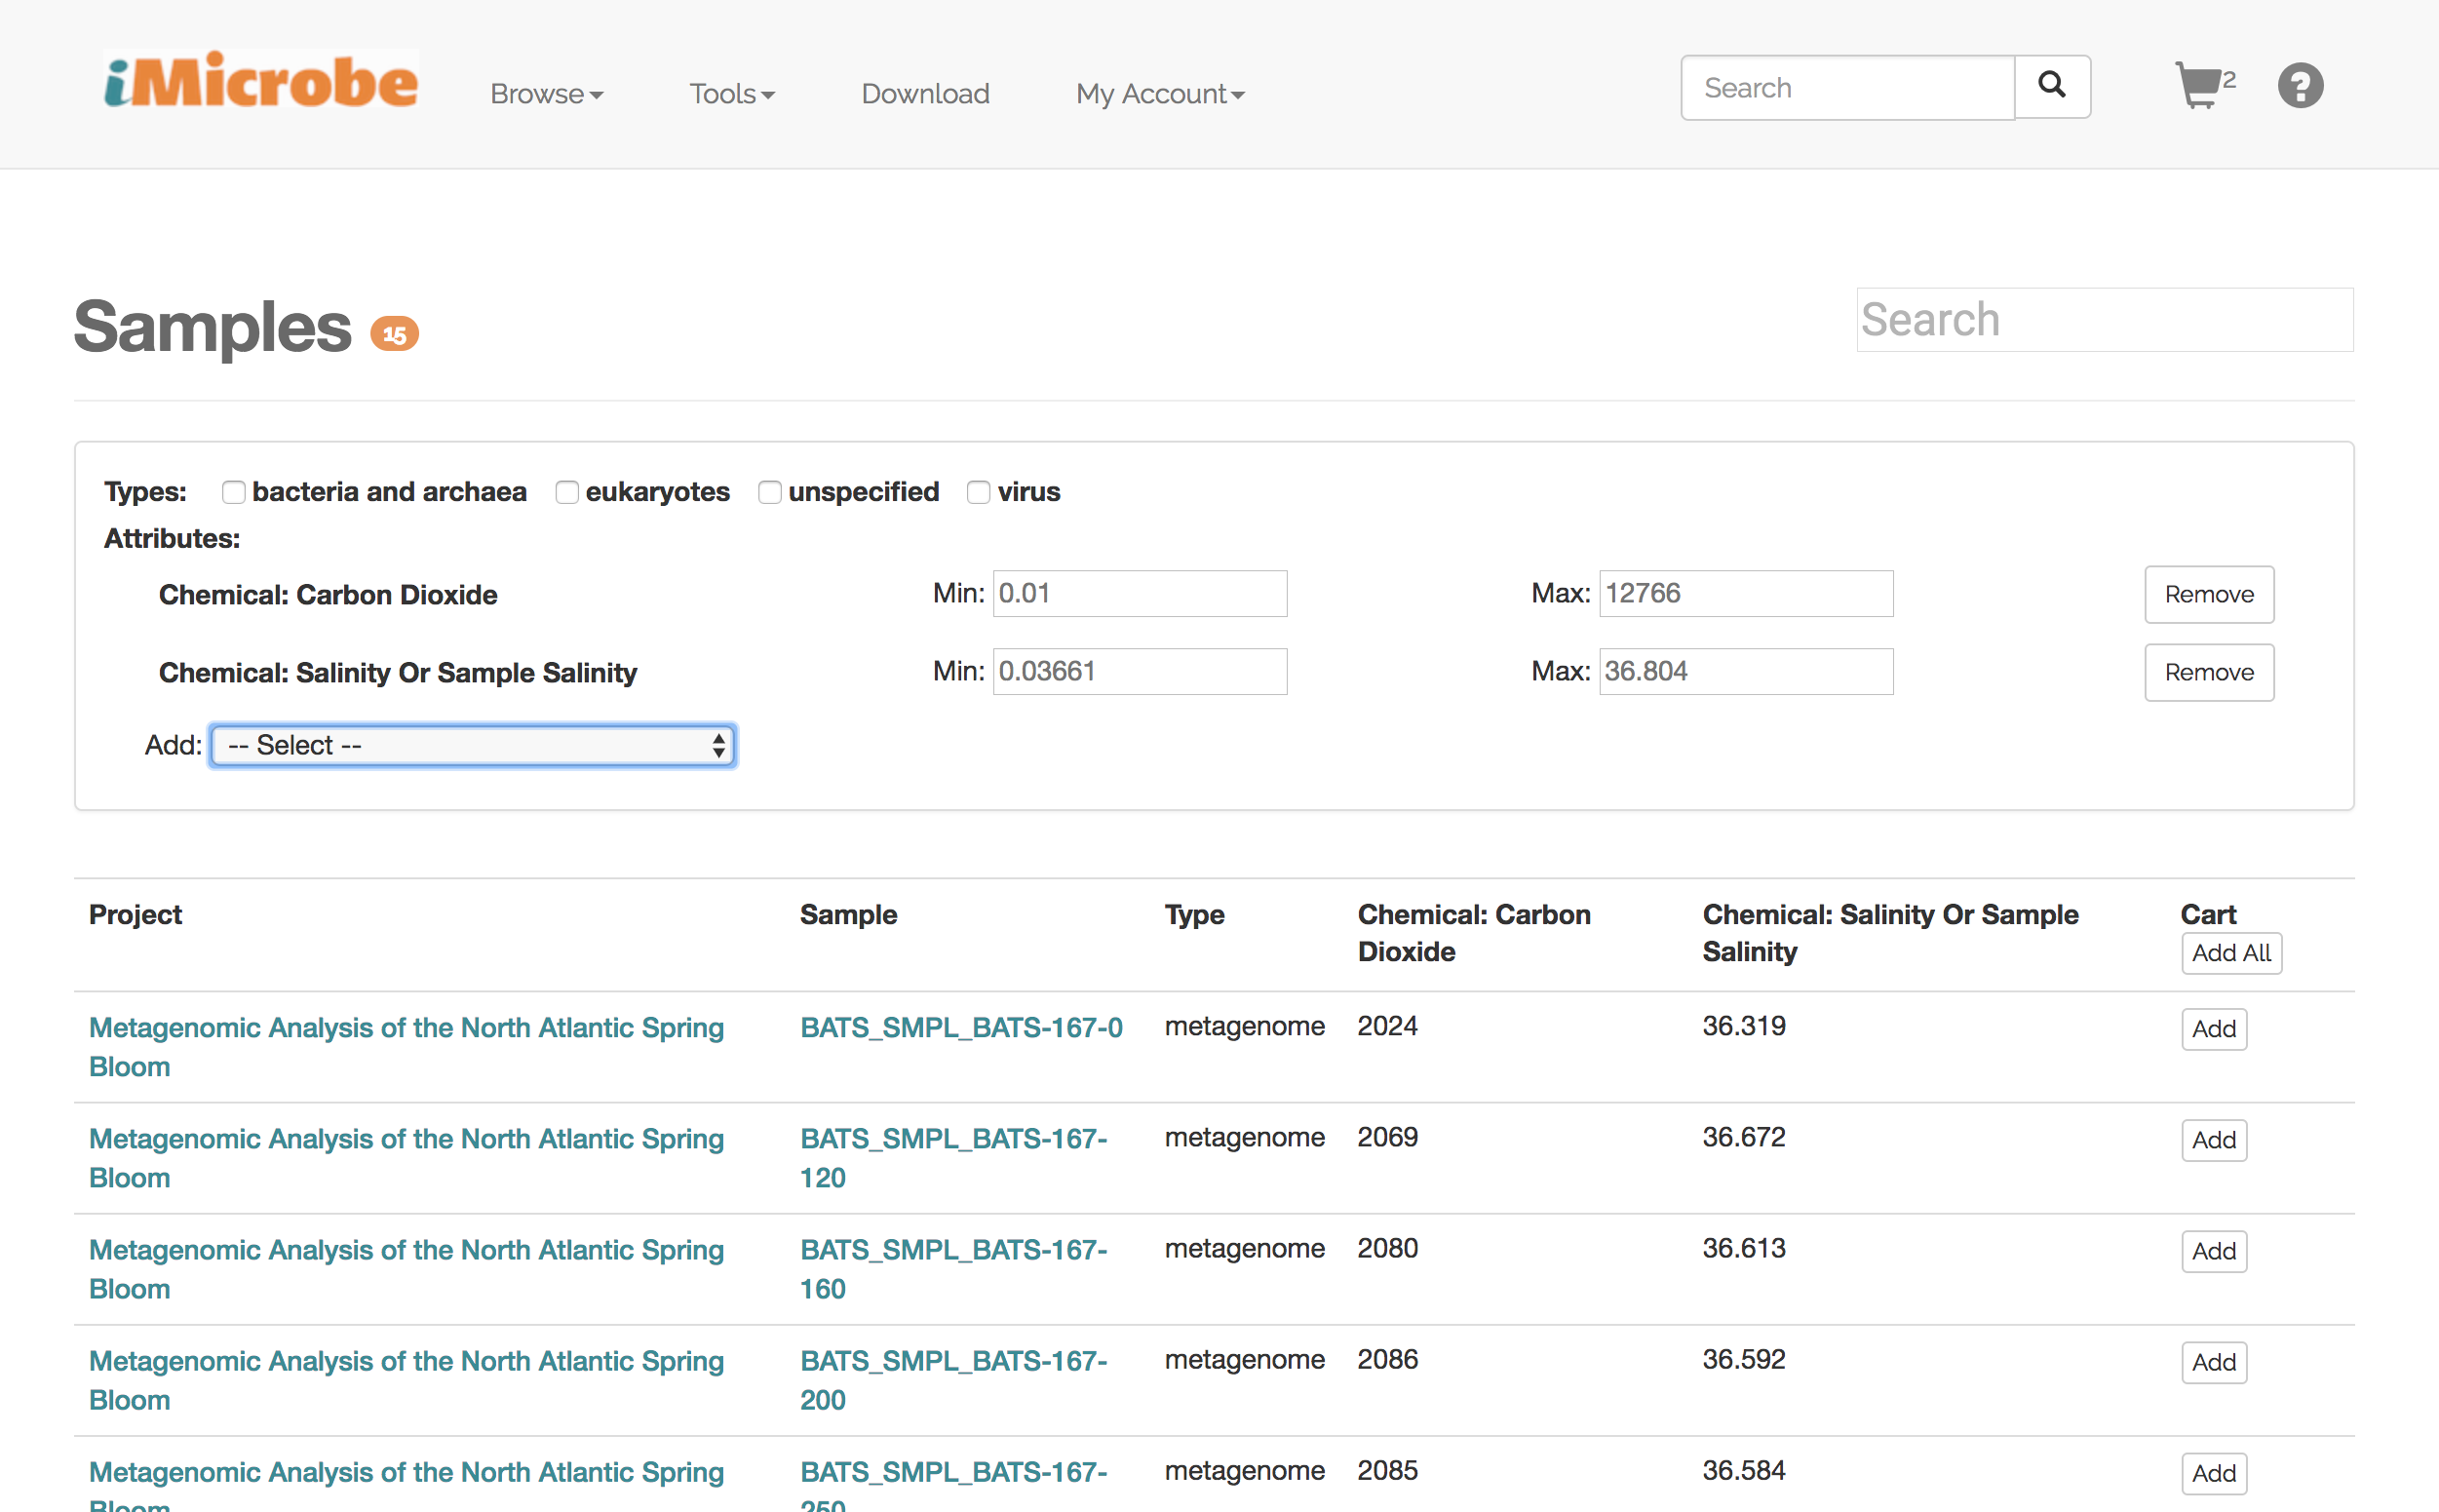 iMicrobe
Browse Tools Download My Account Search 2 ?
Samples 15 Search
Types: bacteria and archaea eukaryotes unspecified virus
Attributes:
Chemical: Carbon Dioxide Min: 0.01 Max: 12766 Remove
Chemical: Salinity Or Sample Salinity Min: 0.03661 Max: 36.804 Remove
Add: -- Select --
Project Sample Type Chemical: Carbon Chemical: Salinity Or Sample Cart
Dioxide Salinity Add All
Metagenomic Analysis of the North Atlantic Spring BATS_SMPL_BATS-167-0 metagenome 2024 36.319 Add
Bloom
Metagenomic Analysis of the North Atlantic Spring BATS_SMPL_BATS-167- metagenome 2069 36.672 Add
Bloom 120
Metagenomic Analysis of the North Atlantic Spring BATS_SMPL_BATS-167- metagenome 2080 36.613 Add
Bloom 160
Metagenomic Analysis of the North Atlantic Spring BATS_SMPL_BATS-167- metagenome 2086 36.592 Add
Bloom 200
Metagenomic Analysis of the North Atlantic Spring BATS_SMPL_BATS-167- metagenome 2085 36.584 Add
Bloom 250